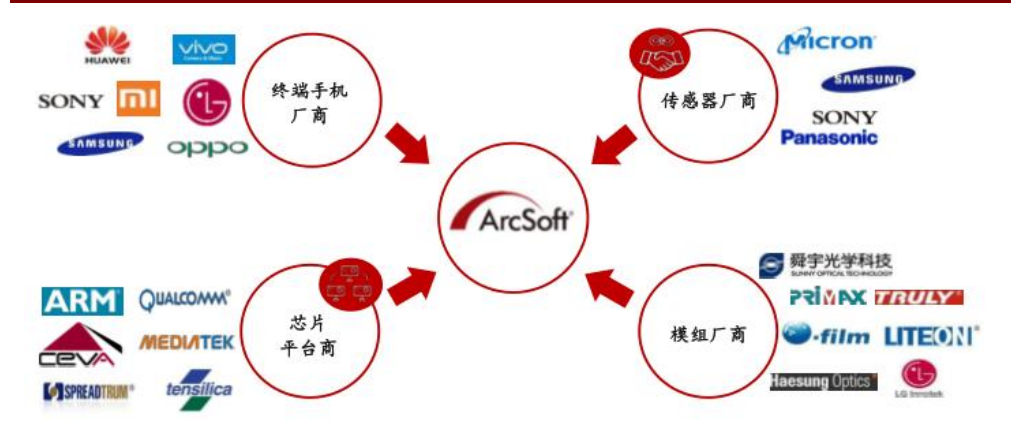 HUAWEI
vivo
Camera & Music
SONY
LG
SAMSUNG
oppo
终端手机
厂商
传感器厂商
Micron
SAMSUNG
SONY
Panasonic
ArcSoft
ARM
QUALCOMM®
CEVA
MEDIATEK
SPREADTRUM®
tensilica
芯片
平台商
模组厂商
舜宇光学科技
SUNNY OPTICAL TECHNOLOGY
PRIMAX
TRULY®
O-film
LITEON®
Haesung Optics
LG Innotek